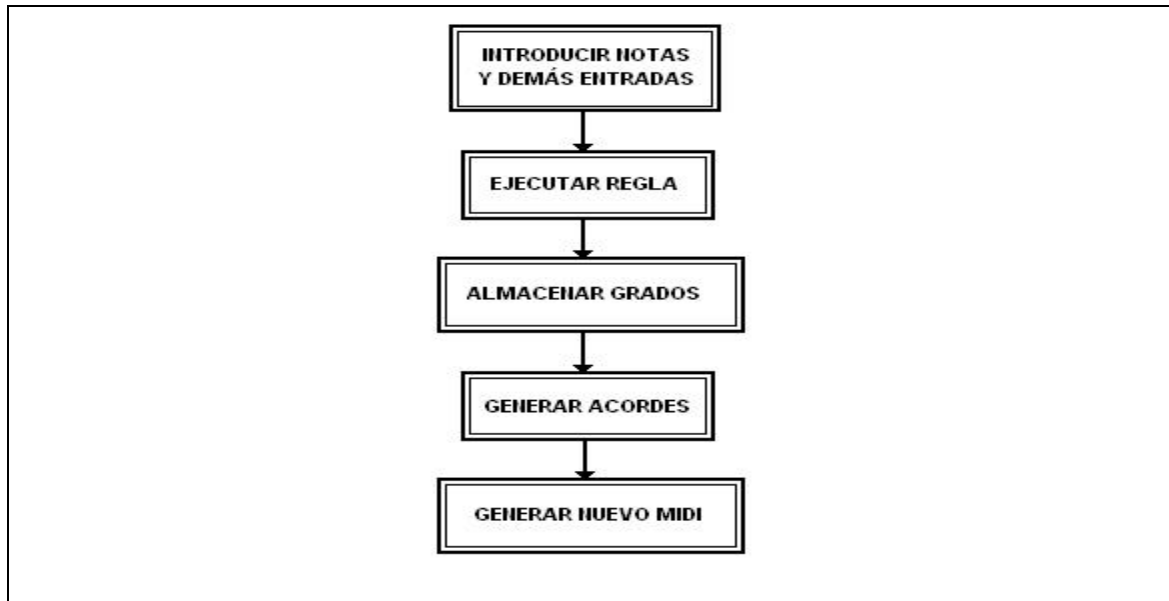 INTRODUCIR NOTAS
Y DEMÁS ENTRADAS
EJECUTAR REGLA
ALMACENAR GRADOS
GENERAR ACORDES
GENERAR NUEVO MIDI